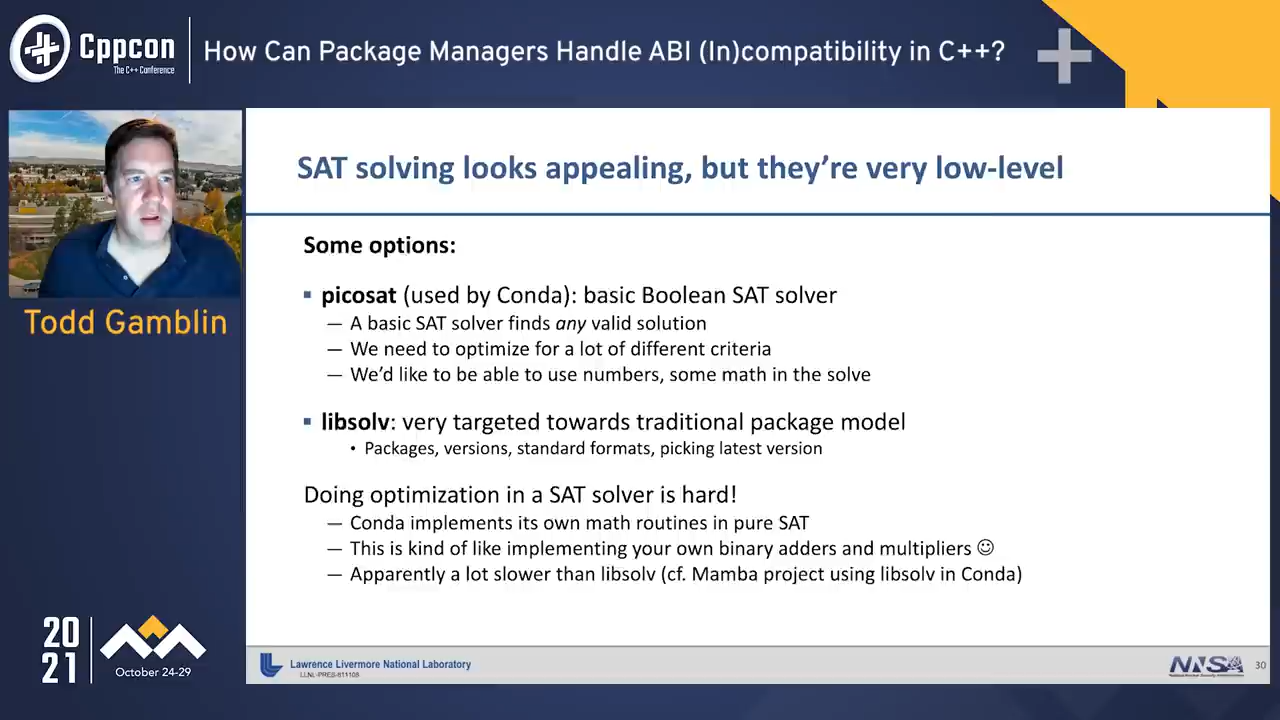 Cppcon
The C++ Conference
How Can Package Managers Handle ABI (In)compatibility in C++?
Todd Gamblin
SAT solving looks appealing, but they're very low-level
Some options:
▪ picosat (used by Conda): basic Boolean SAT solver
— A basic SAT solver finds any valid solution
— We need to optimize for a lot of different criteria
— We'd like to be able to use numbers, some math in the solve
▪ libsolv: very targeted towards traditional package model
• Packages, versions, standard formats, picking latest version
Doing optimization in a SAT solver is hard!
— Conda implements its own math routines in pure SAT
— This is kind of like implementing your own binary adders and multipliers ☺
— Apparently a lot slower than libsolv (cf. Mamba project using libsolv in Conda)
20
21
October 24-29
Lawrence Livermore National Laboratory
LLNL-PRES-811108
NNSA
30